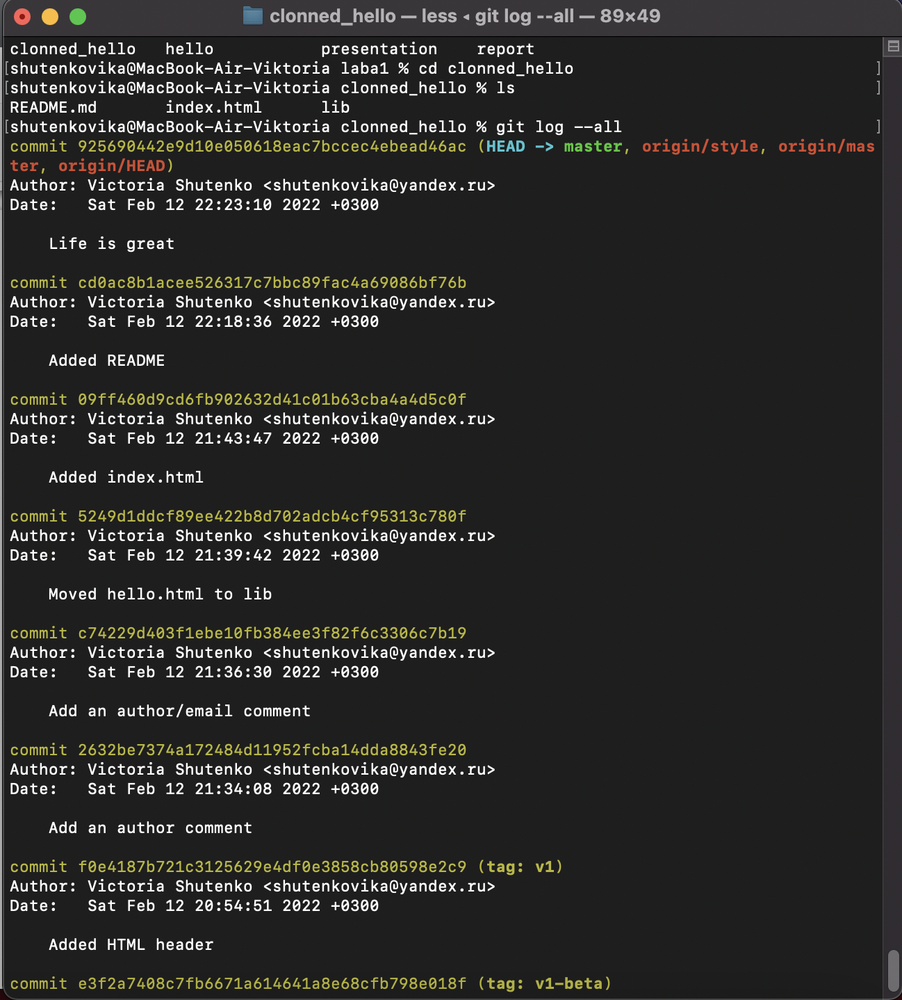 clonned_hello — less ◂ git log --all — 89×49
clonned_hello   hello           presentation    report
[shutenkovika@MacBook-Air-Viktoria laba1 % cd clonned_hello ]
[shutenkovika@MacBook-Air-Viktoria clonned_hello % ls ]
README.md       index.html      lib
[shutenkovika@MacBook-Air-Viktoria clonned_hello % git log --all ]
commit 925690442e9d10e050618eac7bccec4ebead46ac (HEAD -> master, origin/style, origin/mas
ter, origin/HEAD)
Author: Victoria Shutenko <shutenkovika@yandex.ru>
Date:   Sat Feb 12 22:23:10 2022 +0300
    Life is great
commit cd0ac8b1acee526317c7bbc89fac4a69086bf76b
Author: Victoria Shutenko <shutenkovika@yandex.ru>
Date:   Sat Feb 12 22:18:36 2022 +0300
    Added README
commit 09ff460d9cd6fb902632d41c01b63cba4a4d5c0f
Author: Victoria Shutenko <shutenkovika@yandex.ru>
Date:   Sat Feb 12 21:43:47 2022 +0300
    Added index.html
commit 5249d1ddcf89ee422b8d702adcb4cf95313c780f
Author: Victoria Shutenko <shutenkovika@yandex.ru>
Date:   Sat Feb 12 21:39:42 2022 +0300
    Moved hello.html to lib
commit c74229d403f1ebe10fb384ee3f82f6c3306c7b19
Author: Victoria Shutenko <shutenkovika@yandex.ru>
Date:   Sat Feb 12 21:36:30 2022 +0300
    Add an author/email comment
commit 2632be7374a172484d11952fcba14dda8843fe20
Author: Victoria Shutenko <shutenkovika@yandex.ru>
Date:   Sat Feb 12 21:34:08 2022 +0300
    Add an author comment
commit f0e4187b721c3125629e4df0e3858cb80598e2c9 (tag: v1)
Author: Victoria Shutenko <shutenkovika@yandex.ru>
Date:   Sat Feb 12 20:54:51 2022 +0300
    Added HTML header
commit e3f2a7408c7fb6671a614641a8e68cfb798e018f (tag: v1-beta)